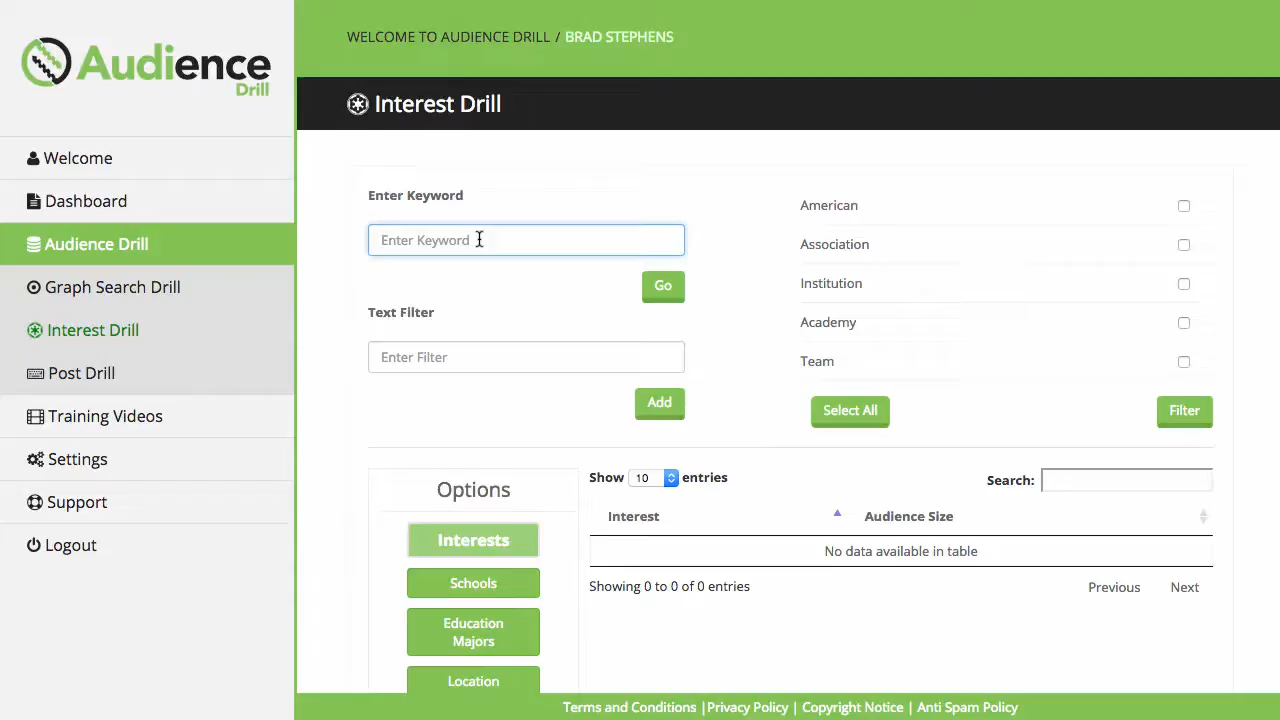 Audience
Drill
WELCOME TO AUDIENCE DRILL / BRAD STEPHENS
Interest Drill
Welcome
Dashboard
Audience Drill
Graph Search Drill
Interest Drill
Post Drill
Training Videos
Settings
Support
Logout
Enter Keyword
Enter Keyword
Go
Text Filter
Enter Filter
Add
American
Association
Institution
Academy
Team
Select All
Filter
Options
Interests
Schools
Education
Majors
Location
Show 10 entries
Search:
Interest
Audience Size
No data available in table
Showing 0 to 0 of 0 entries
Previous
Next
Terms and Conditions |Privacy Policy | Copyright Notice | Anti Spam Policy